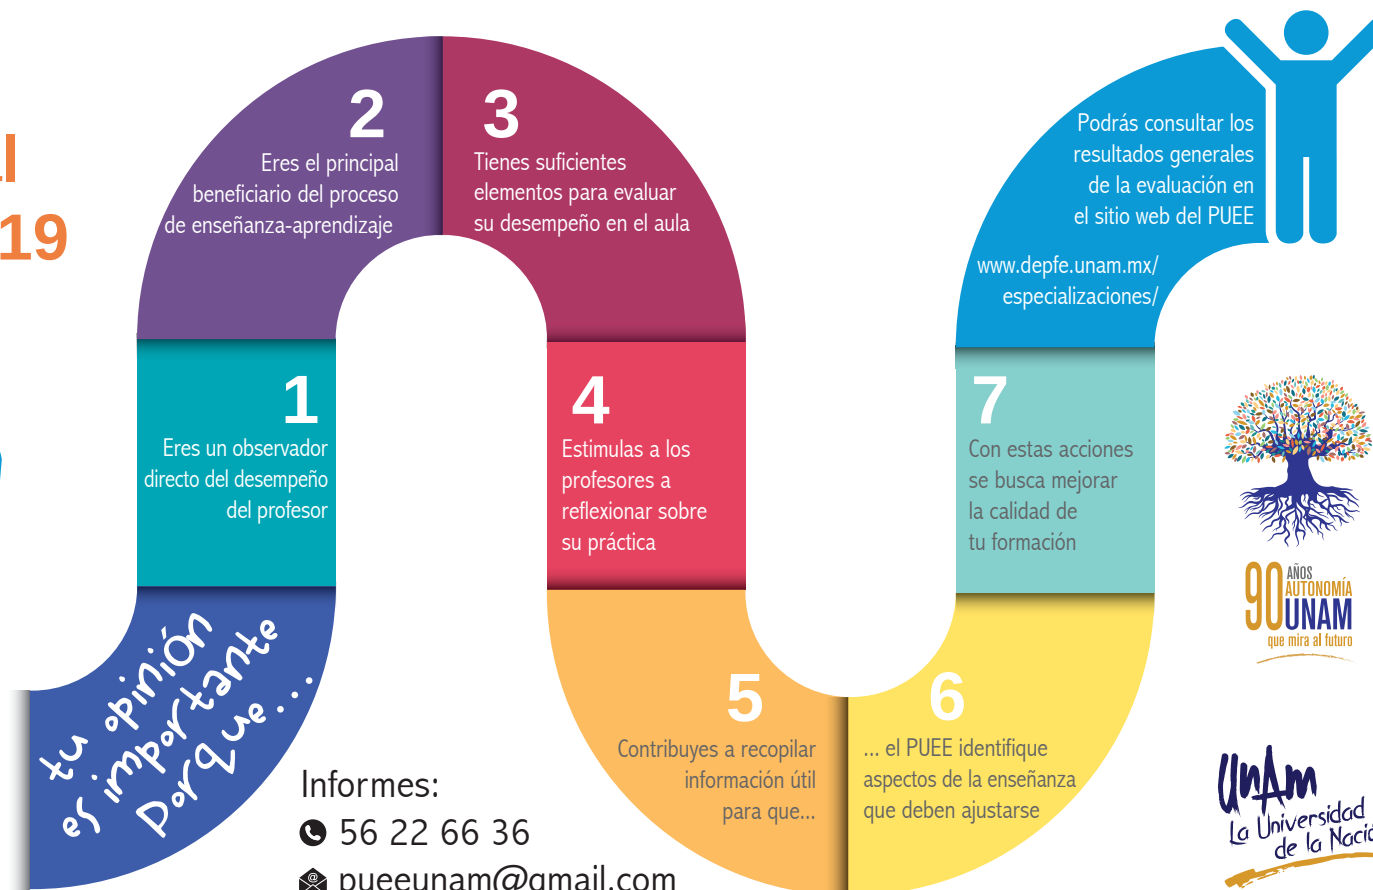 19
tu opinión
es importante
porque...
1
Eres un observador
directo del desempeño
del profesor
2
Eres el principal
beneficiario del proceso
de enseñanza-aprendizaje
3
Tienes suficientes
elementos para evaluar
su desempeño en el aula
4
Estimulas a los
profesores a
reflexionar sobre
su práctica
5
Contribuyes a recopilar
información útil
para que...
6
... el PUEE identifique
aspectos de la enseñanza
que deben ajustarse
7
Con estas acciones
se busca mejorar
la calidad de
tu formación
Podrás consultar los
resultados generales
de la evaluación en
el sitio web del PUEE
www.depfe.unam.mx/
especializaciones/
Informes:
56 22 66 36
pueeunam@gmail.com
90 AÑOS
AUTONOMÍA
UNAM
que mira al futuro
UnAm
La Universidad
de la